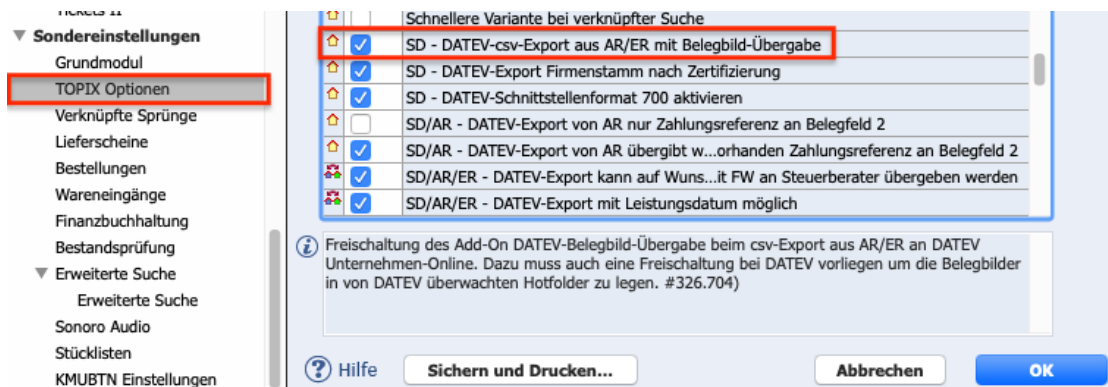 Tickets II
Sondereinstellungen
Grundmodul
TOPIX Optionen
Verknüpfte Sprünge
Lieferscheine
Bestellungen
Wareneingänge
Finanzbuchhaltung
Bestandsprüfung
Erweiterte Suche
Erweiterte Suche
Sonoro Audio
Stücklisten
KMUBTN Einstellungen
Schnellere Variante bei verknüpfter Suche
SD - DATEV-csv-Export aus AR/ER mit Belegbild-Übergabe
SD - DATEV-Export Firmenstamm nach Zertifizierung
SD - DATEV-Schnittstellenformat 700 aktivieren
SD/AR - DATEV-Export von AR nur Zahlungsreferenz an Belegfeld 2
SD/AR - DATEV-Export von AR übergibt w...orhanden Zahlungsreferenz an Belegfeld 2
SD/AR/ER - DATEV-Export kann auf Wuns...it FW an Steuerberater übergeben werden
SD/AR/ER - DATEV-Export mit Leistungsdatum möglich
Freischaltung des Add-On DATEV-Belegbild-Übergabe beim csv-Export aus AR/ER an DATEV
Unternehmen-Online. Dazu muss auch eine Freischaltung bei DATEV vorliegen um die Belegbilder
in von DATEV überwachten Hotfolder zu legen. #326.704)
? Hilfe
Sichern und Drucken...
Abbrechen
OK